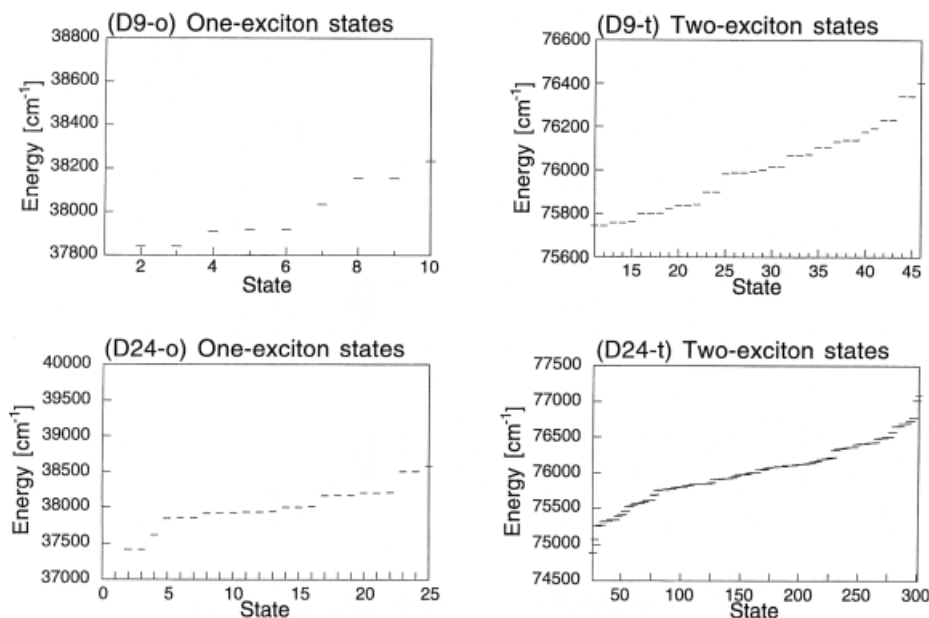 (D9-o) One-exciton states
38800
38600
38400
38200
38000
37800
Energy [cm-1]
2 4 6 8 10
State
(D9-t) Two-exciton states
76600
76400
76200
76000
75800
75600
Energy [cm-1]
15 20 25 30 35 40 45
State
(D24-o) One-exciton states
40000
39500
39000
38500
38000
37500
37000
Energy [cm-1]
0 5 10 15 20 25
State
(D24-t) Two-exciton states
77500
77000
76500
76000
75500
75000
74500
Energy [cm-1]
50 100 150 200 250 300
State